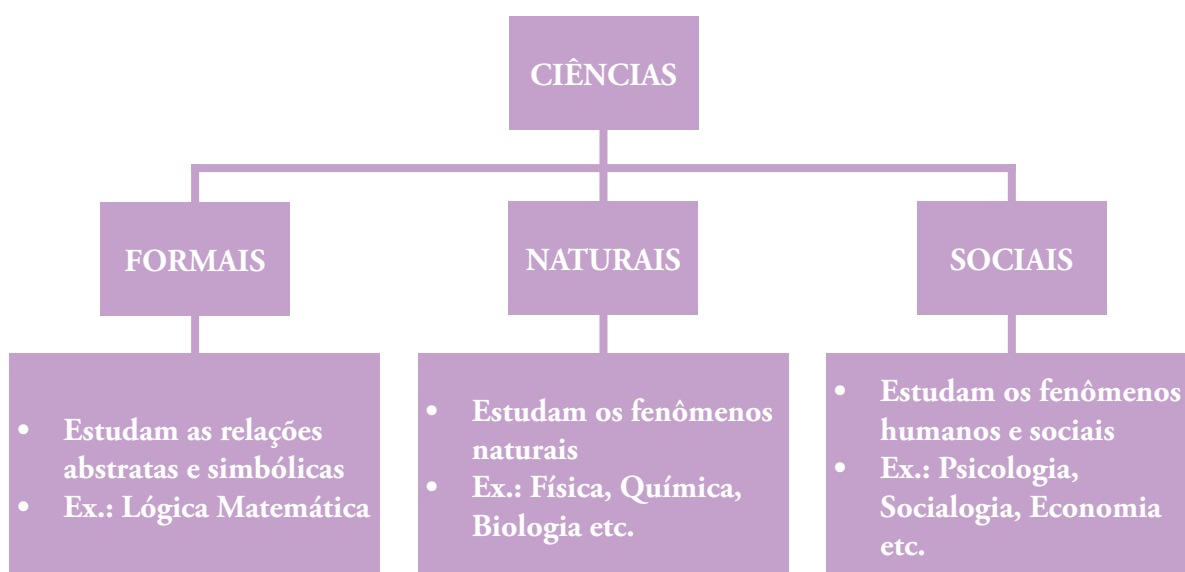 CIÊNCIAS
FORMAIS
NATURAIS
SOCIAIS
• Estudam as relações
abstratas e simbólicas
• Ex.: Lógica Matemática
• Estudam os fenômenos
naturais
• Ex.: Física, Química,
Biologia etc.
• Estudam os fenômenos
humanos e sociais
• Ex.: Psicologia,
Socialogia, Economia
etc.